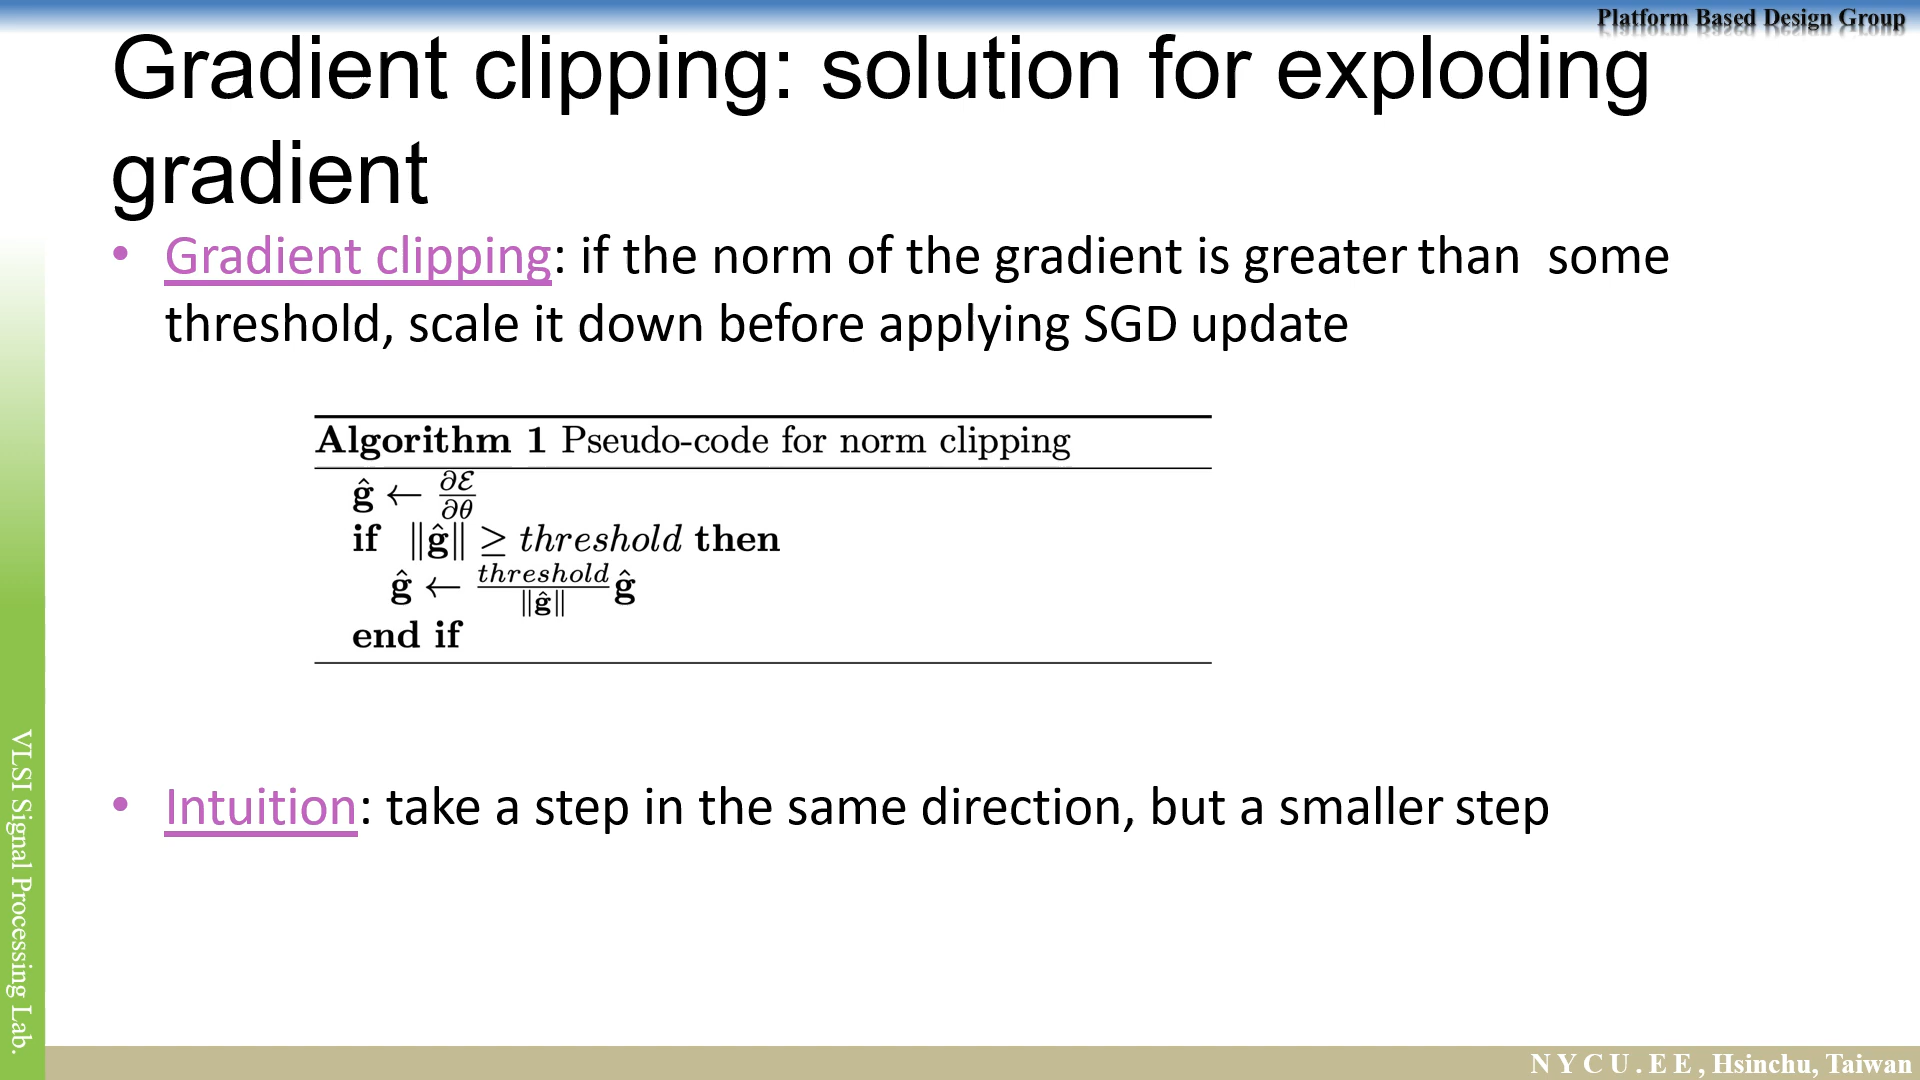 Platform Based Design Group
Gradient clipping: solution for exploding
gradient
• Gradient clipping: if the norm of the gradient is greater than some
threshold, scale it down before applying SGD update
Algorithm 1 Pseudo-code for norm clipping
ĝ ← ∂ℰ/∂θ
if ‖ĝ‖ ≥ threshold then
ĝ ← threshold/‖ĝ‖ ĝ
end if
• Intuition: take a step in the same direction, but a smaller step
VLSI Signal Processing Lab.
NYCU.EE, Hsinchu, Taiwan